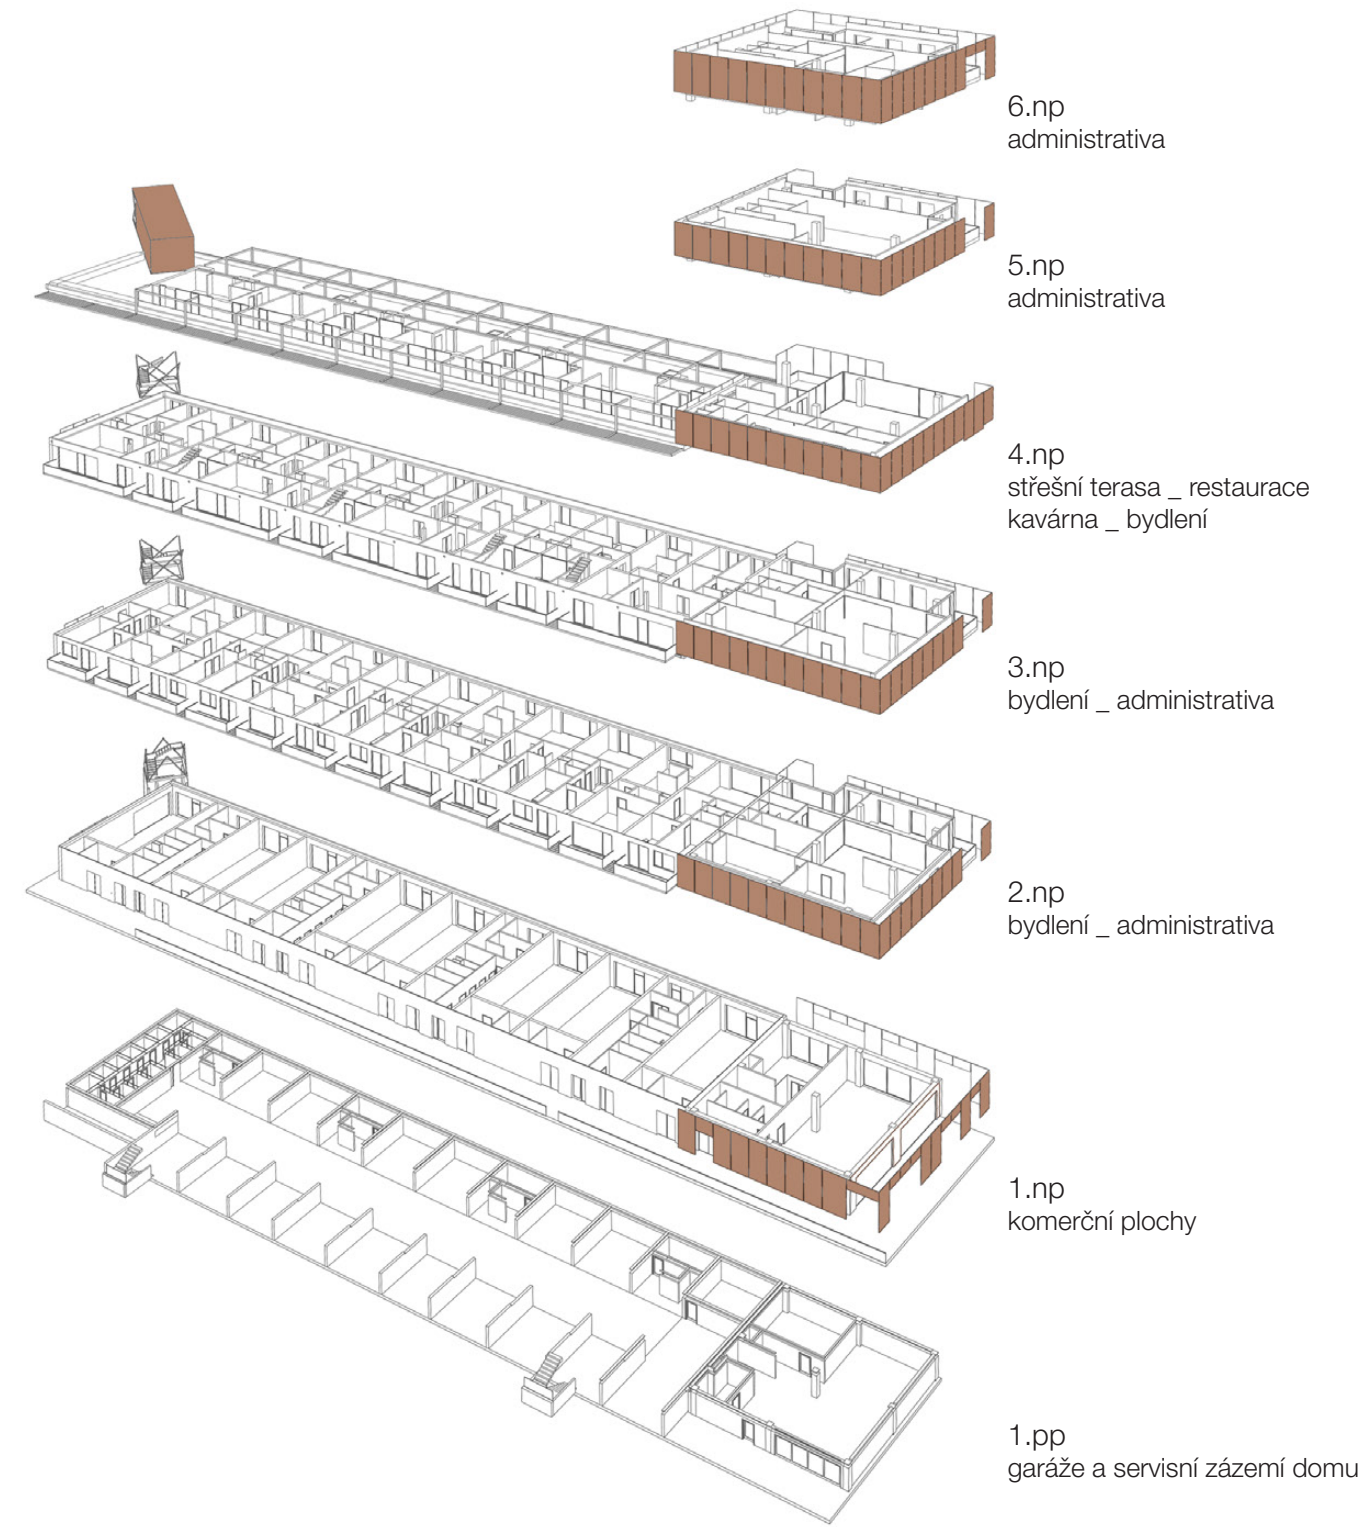 6.np
administrativa
5.np
administrativa
4.np
střešní terasa _ restaurace
kavárna _ bydlení
3.np
bydlení _ administrativa
2.np
bydlení _ administrativa
1.np
komerční plochy
1.pp
garáže a servisní zázemí domu